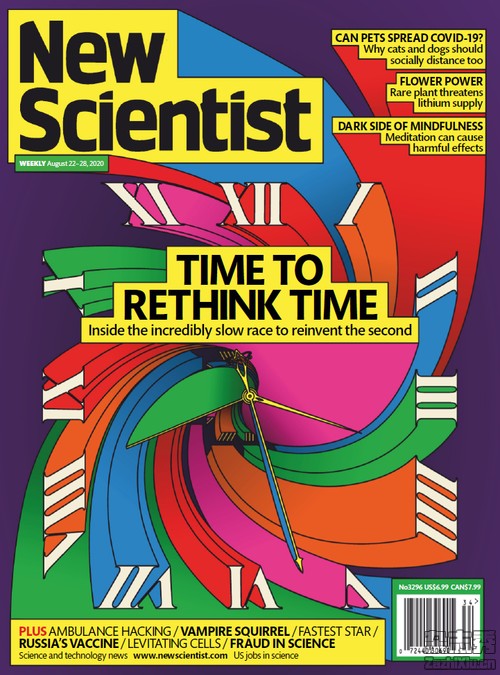 New
Scientist
WEEKLY August 22–28, 2020
CAN PETS SPREAD COVID-19?
Why cats and dogs should
socially distance too
FLOWER POWER
Rare plant threatens
lithium supply
DARK SIDE OF MINDFULNESS
Meditation can cause
harmful effects
XI XII I
TIME TO
RETHINK TIME
Inside the incredibly slow race to reinvent the second
No3296 US$6.99 CAN$7.99
34>
PLUS AMBULANCE HACKING / VAMPIRE SQUIRREL / FASTEST STAR /
RUSSIA'S VACCINE / LEVITATING CELLS / FRAUD IN SCIENCE
Science and technology news www.newscientist.com US jobs in science